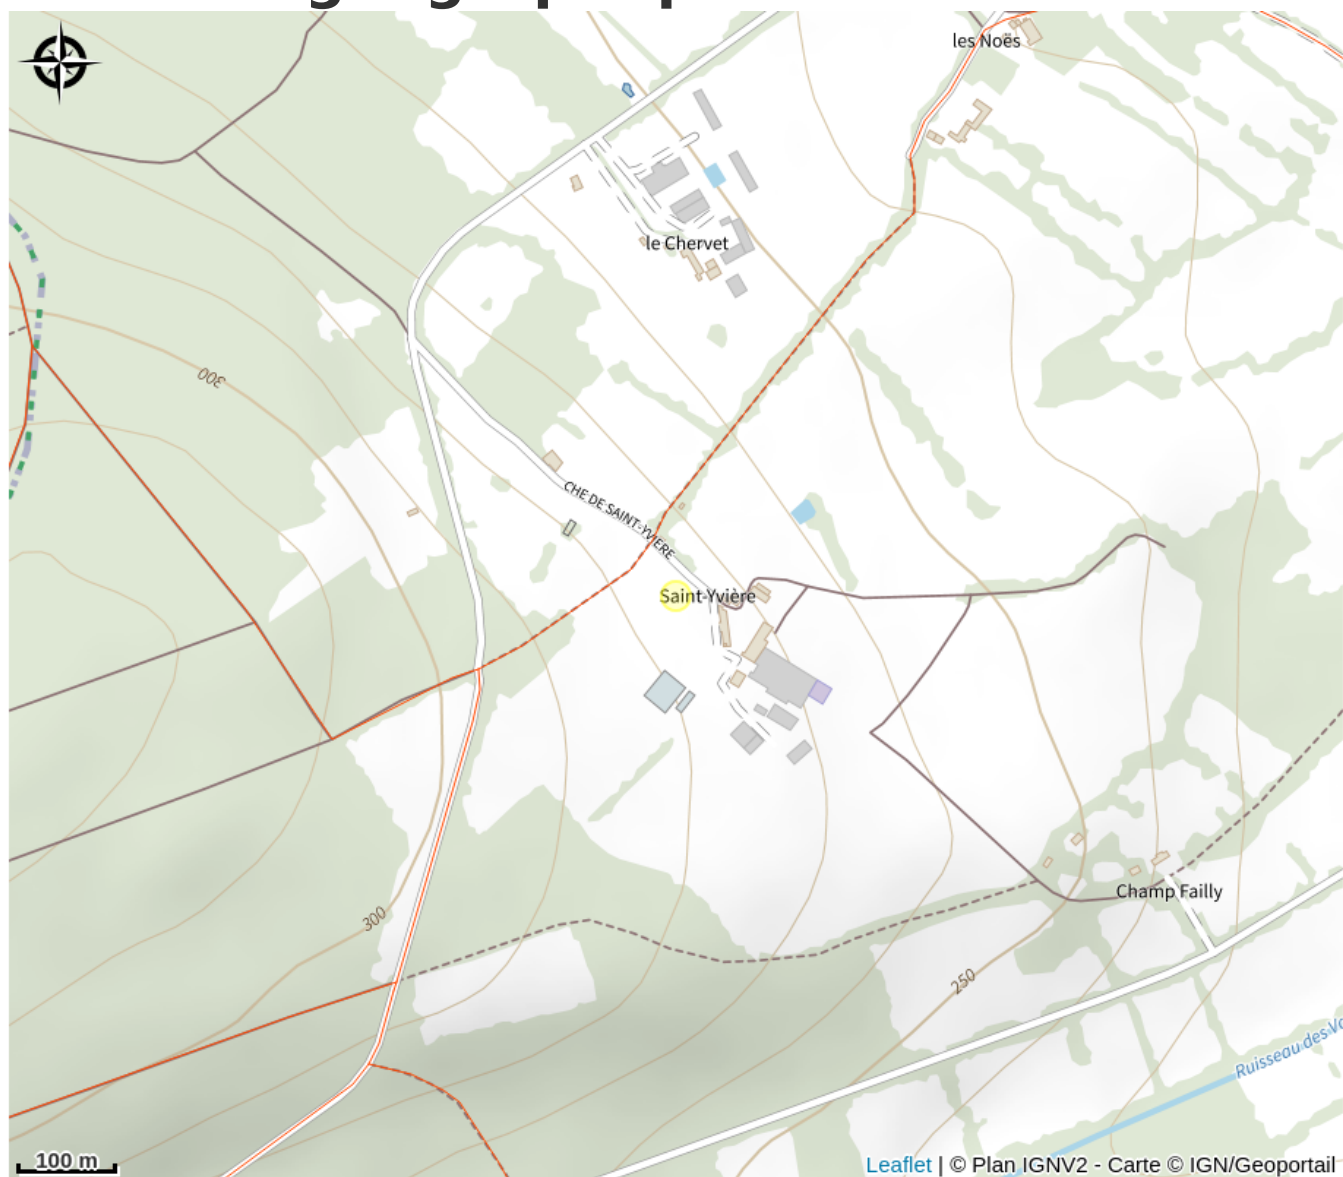 les Noës
le Chervet
300
CHE DE SAINT-YVIERE
Saint-Yvière
Champ Failly
300
250
Ruisseau des
100 m
Leaflet | © Plan IGNV2 - Carte © IGN/Geoportail